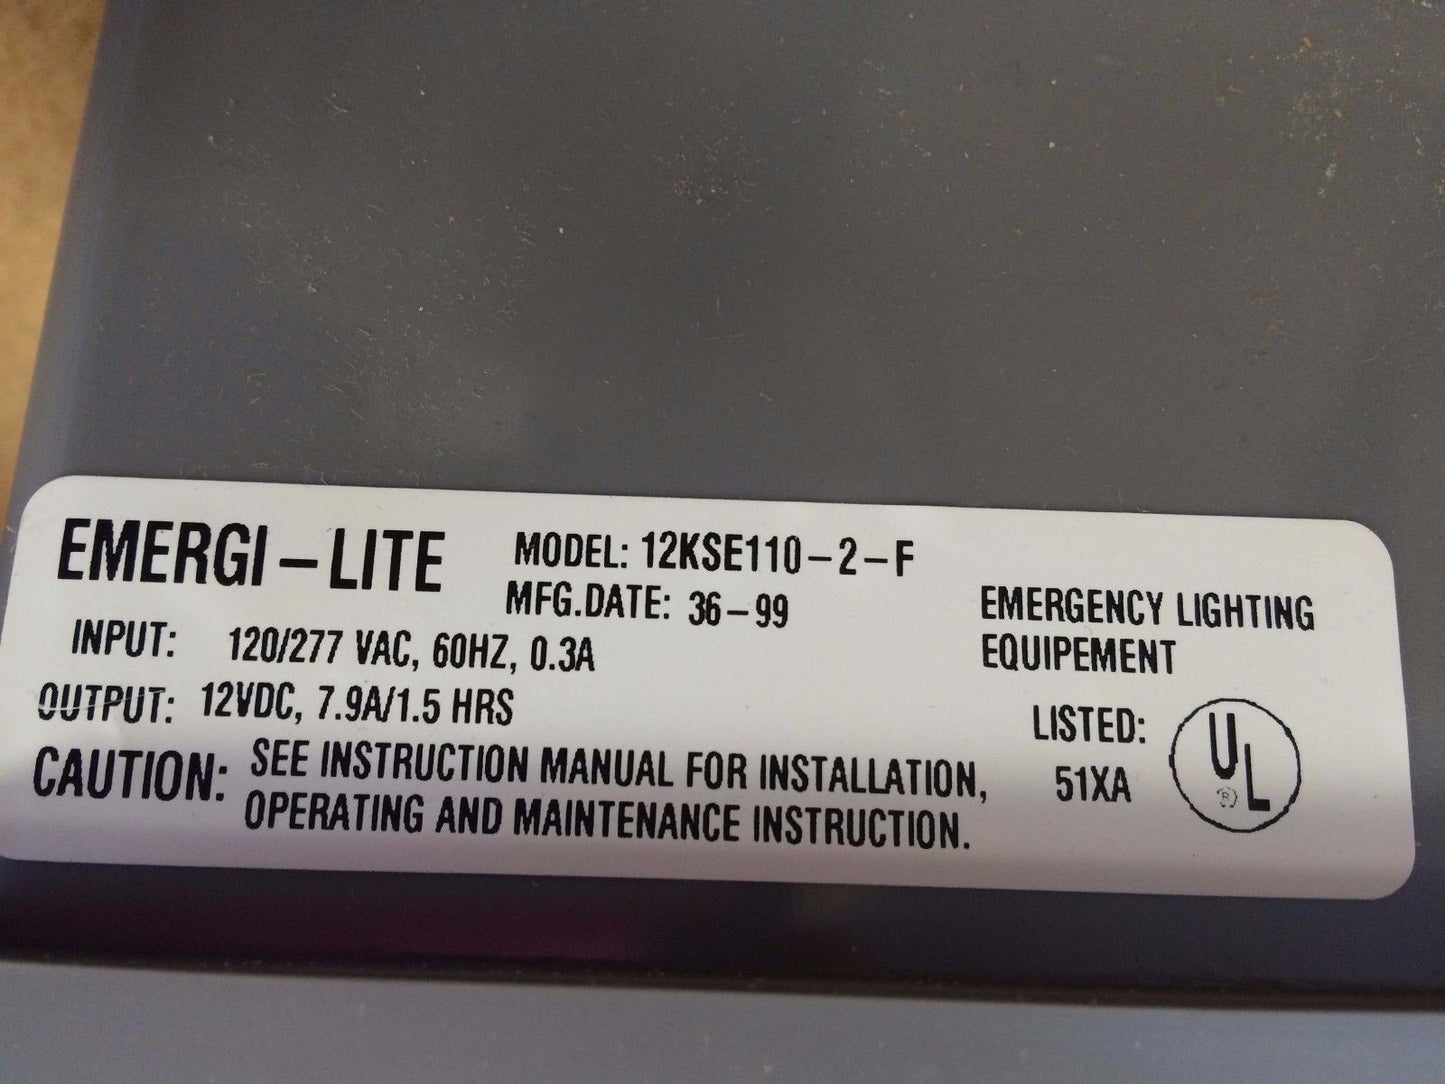 EMERGI-LITE
MODEL: 12KSE110-2-F
MFG.DATE: 36-99
INPUT: 120/277 VAC, 60HZ, 0.3A
OUTPUT: 12VDC, 7.9A/1.5 HRS
CAUTION: SEE INSTRUCTION MANUAL FOR INSTALLATION,
OPERATING AND MAINTENANCE INSTRUCTION.
EMERGENCY LIGHTING
EQUIPEMENT
LISTED:
51XA
UL
®